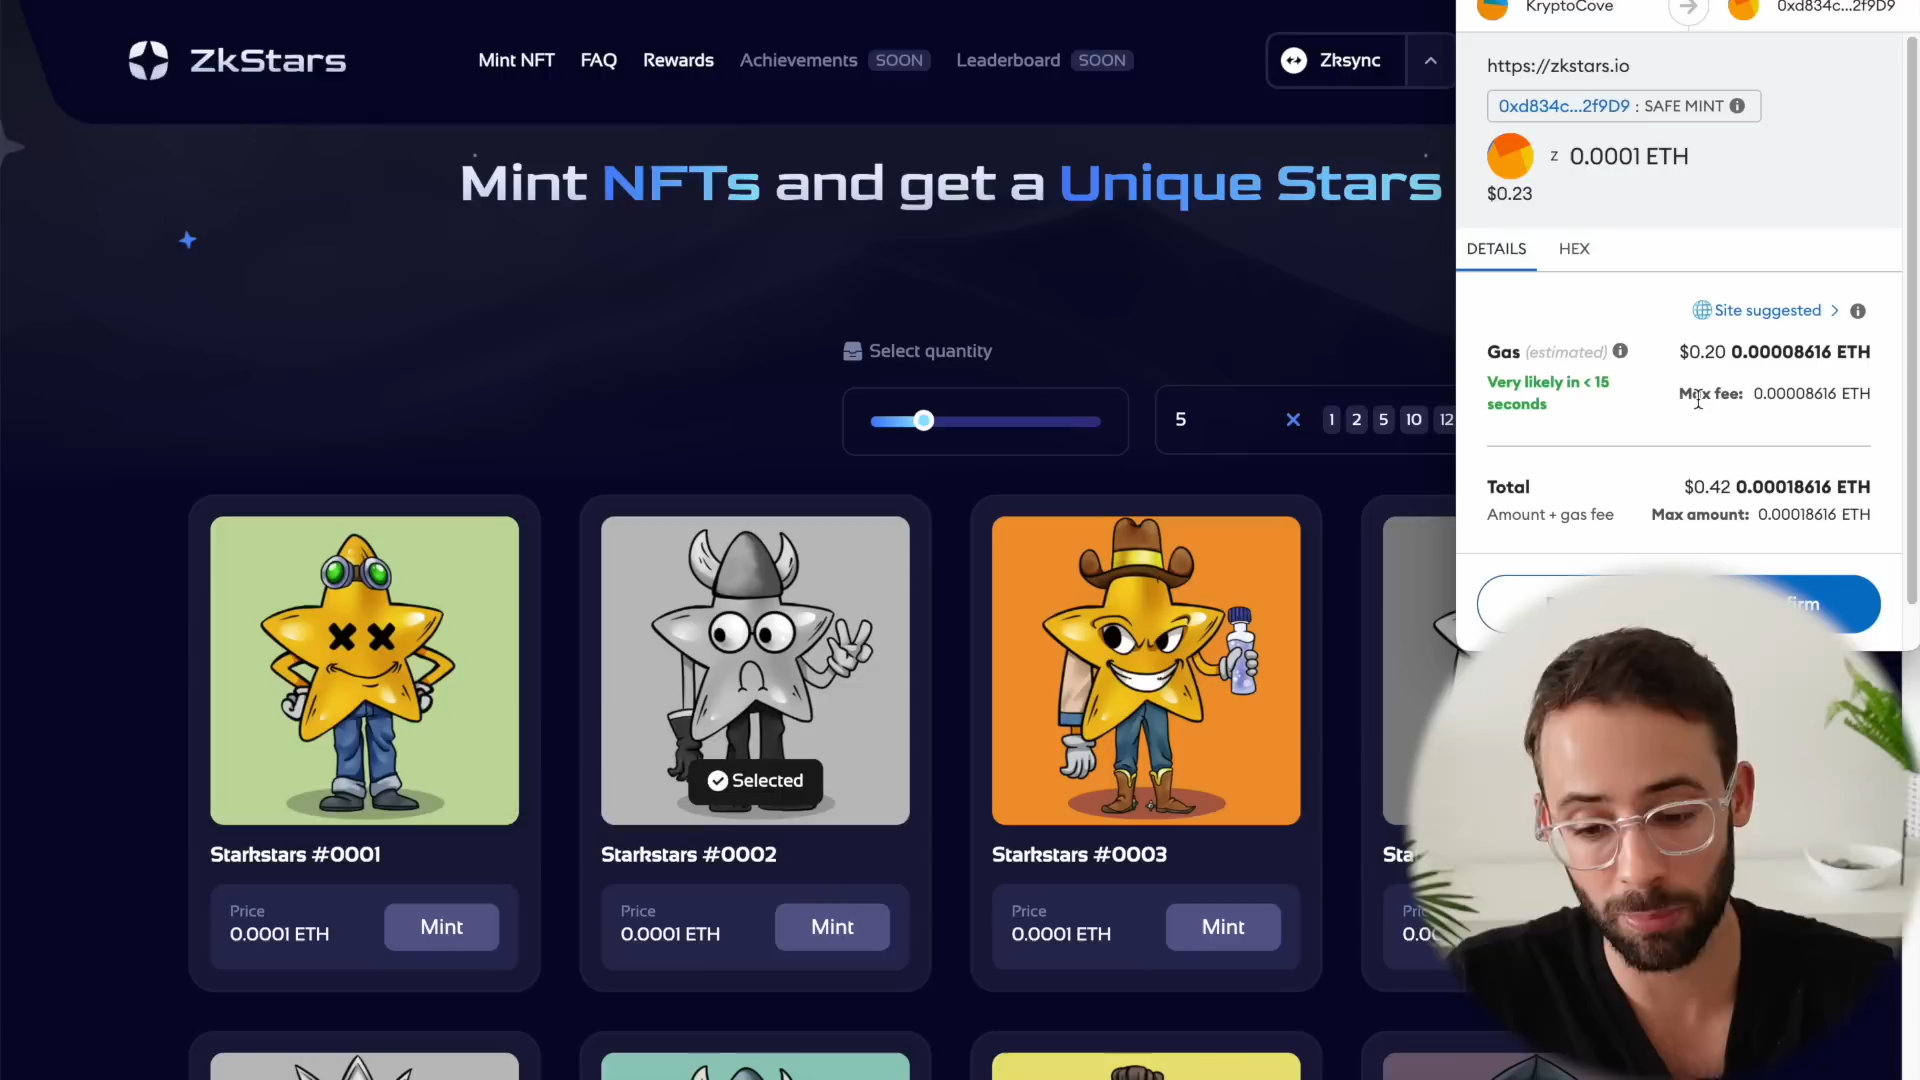 ZkStars
Mint NFT
FAQ
Rewards
Achievements
SOON
Leaderboard
SOON
Zksync
Mint NFTs and get a Unique Stars
Select quantity
5
1
2
5
10
12
Selected
Starkstars #0001
Price
0.0001 ETH
Mint
Starkstars #0002
Price
0.0001 ETH
Mint
Starkstars #0003
Price
0.0001 ETH
Mint
KryptoCove
0xd834c...2f9D9
https://zkstars.io
0xd834c...2f9D9 : SAFE MINT
Z 0.0001 ETH
$0.23
DETAILS
HEX
Site suggested >
Gas (estimated)
$0.20 0.00008616 ETH
Very likely in < 15
seconds
Max fee: 0.00008616 ETH
Total
$0.42 0.00018616 ETH
Amount + gas fee
Max amount: 0.00018616 ETH